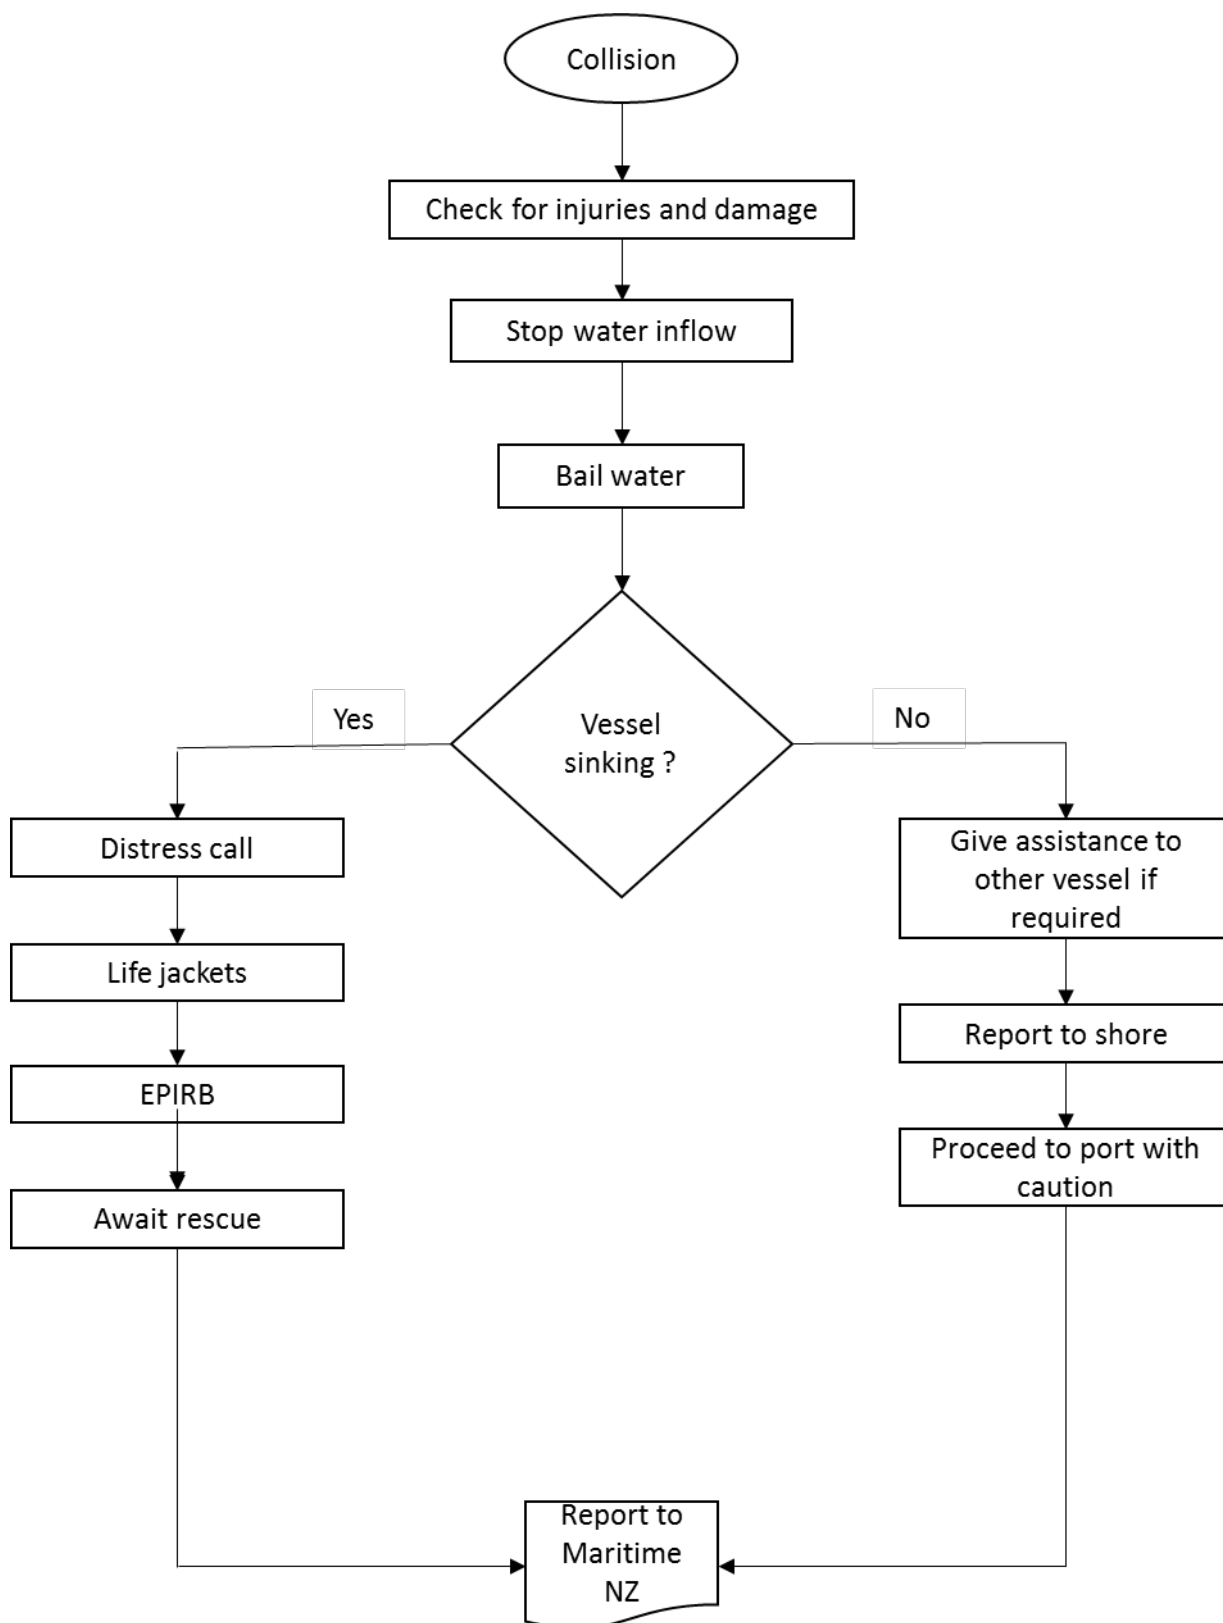 Collision
Check for injuries and damage
Stop water inflow
Bail water
Vessel
sinking ?
Yes
No
Distress call
Life jackets
EPIRB
Await rescue
Give assistance to
other vessel if
required
Report to shore
Proceed to port with
caution
Report to
Maritime
NZ